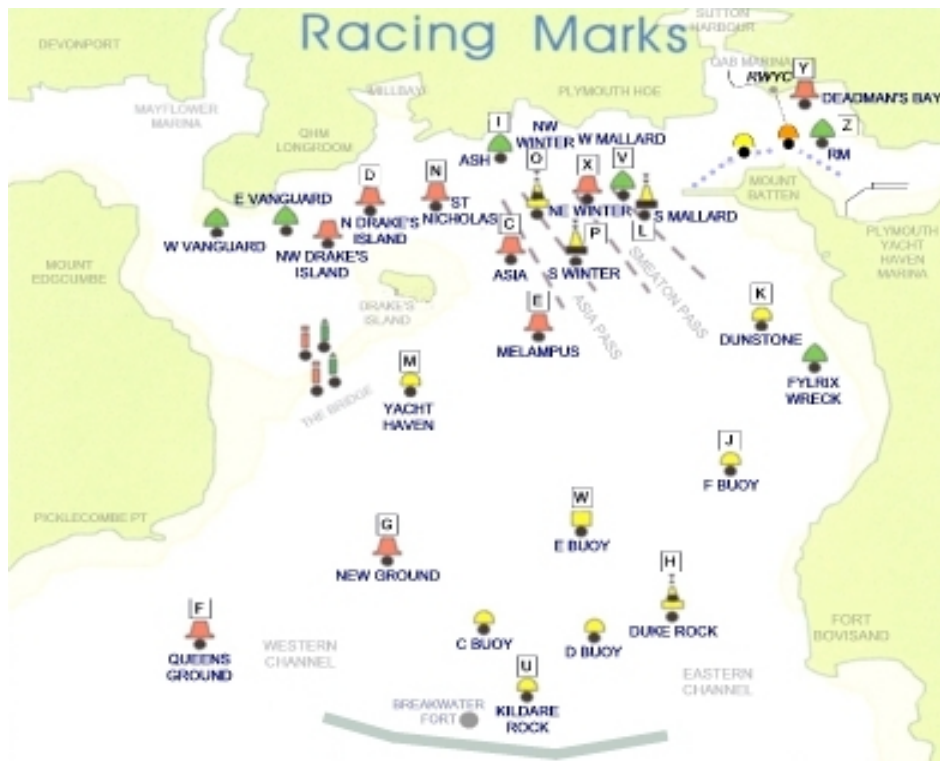 Racing Marks
SUTTON
HARBOUR
DEVONPORT
QAB MARINA
RWYC
Y
DEADMAN'S BAY
MILLBAY
PLYMOUTH HOE
MAYFLOWER
MARINA
QHM
LONGROOM
I
ASH
NW
WINTER
W MALLARD
Z
RM
O
X
V
D
N
E VANGUARD
W VANGUARD
N DRAKE'S
ISLAND
ST
NICHOLAS
NE WINTER
S MALLARD
MOUNT
BATTEN
NW DRAKE'S
ISLAND
C
ASIA
P
S WINTER
L
PLYMOUTH
YACHT
HAVEN
MARINA
MOUNT
EDGCUMBE
DRAKE'S
ISLAND
E
MELAMPUS
ASIA PASS
SMEATON PASS
K
DUNSTONE
FYLRIX
WRECK
THE BRIDGE
M
YACHT
HAVEN
J
F BUOY
PICKLECOMBE PT
G
NEW GROUND
W
E BUOY
H
DUKE ROCK
F
QUEENS
GROUND
WESTERN
CHANNEL
C BUOY
D BUOY
FORT
BOVISAND
U
KILDARE
ROCK
EASTERN
CHANNEL
BREAKWATER
FORT